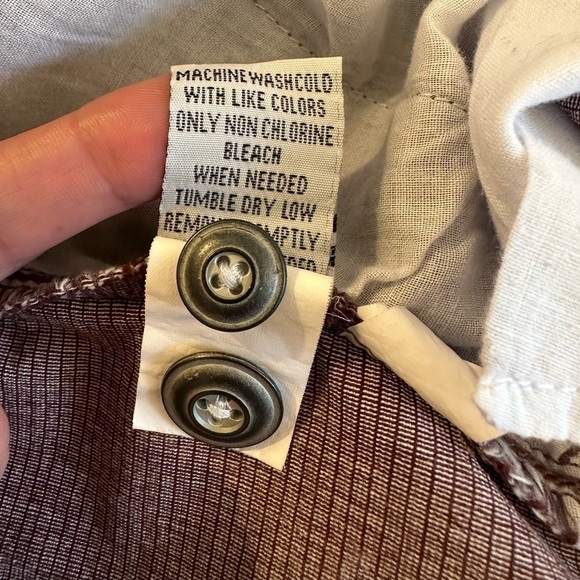 MACHINE WASH COLD
WITH LIKE COLORS
ONLY NON CHLORINE
BLEACH
WHEN NEEDED
TUMBLE DRY LOW